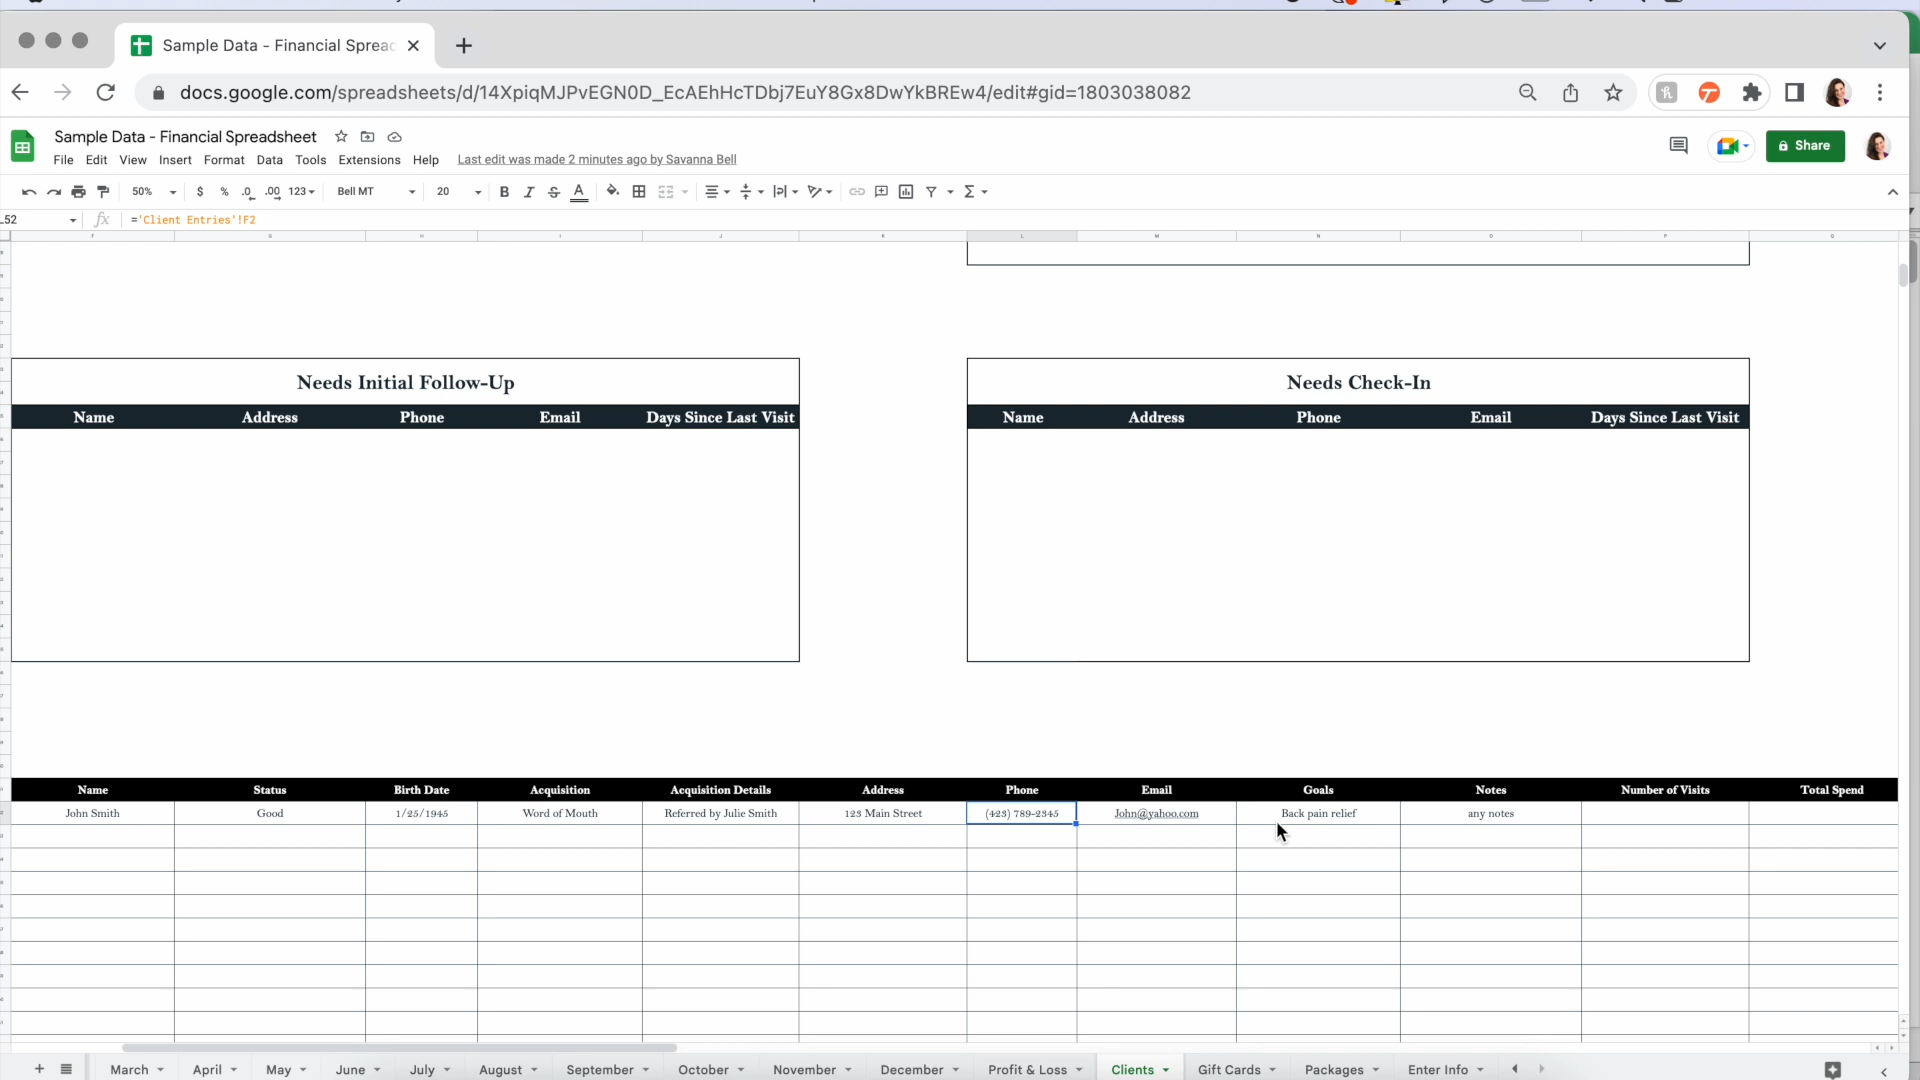 Sample Data - Financial Spread
docs.google.com/spreadsheets/d/14XpiqMJPvEGN0D_EcAEhHcTDbj7EuY8Gx8DwYkBREw4/edit#gid=1803038082
Sample Data - Financial Spreadsheet
File Edit View Insert Format Data Tools Extensions Help Last edit was made 2 minutes ago by Savanna Bell
Share
50% $ % .0 .00 123 Bell MT 20 B I S A
L52 fx ='Client Entries'!F2
F G H I J K L M N O P Q
Needs Initial Follow-Up Needs Check-In
Name Address Phone Email Days Since Last Visit Name Address Phone Email Days Since Last Visit
Name Status Birth Date Acquisition Acquisition Details Address Phone Email Goals Notes Number of Visits Total Spend
John Smith Good 1/25/1945 Word of Mouth Referred by Julie Smith 123 Main Street (423) 789-2345 John@yahoo.com Back pain relief any notes
March April May June July August September October November December Profit & Loss Clients Gift Cards Packages Enter Info